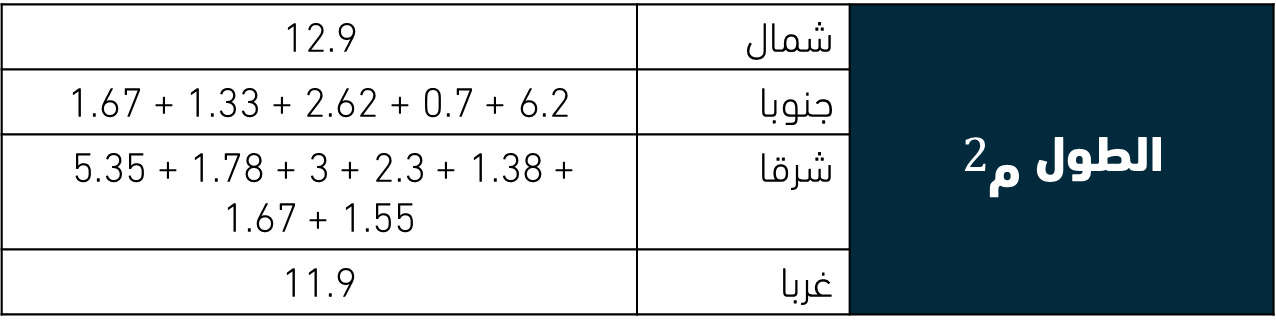 الطول م2
شمال
12.9
جنوبا
1.67 + 1.33 + 2.62 + 0.7 + 6.2
شرقا
5.35 + 1.78 + 3 + 2.3 + 1.38 +
1.67 + 1.55
غربا
11.9